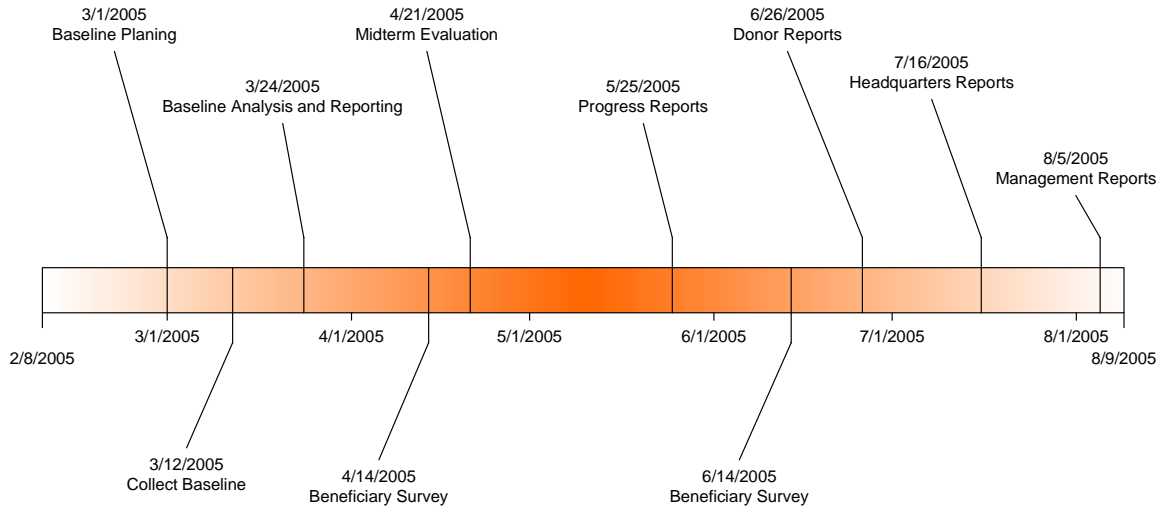 3/1/2005
Baseline Planing
4/21/2005
Midterm Evaluation
6/26/2005
Donor Reports
7/16/2005
Headquarters Reports
3/24/2005
Baseline Analysis and Reporting
5/25/2005
Progress Reports
8/5/2005
Management Reports
3/1/2005
4/1/2005
5/1/2005
6/1/2005
7/1/2005
8/1/2005
2/8/2005
8/9/2005
3/12/2005
Collect Baseline
4/14/2005
Beneficiary Survey
6/14/2005
Beneficiary Survey